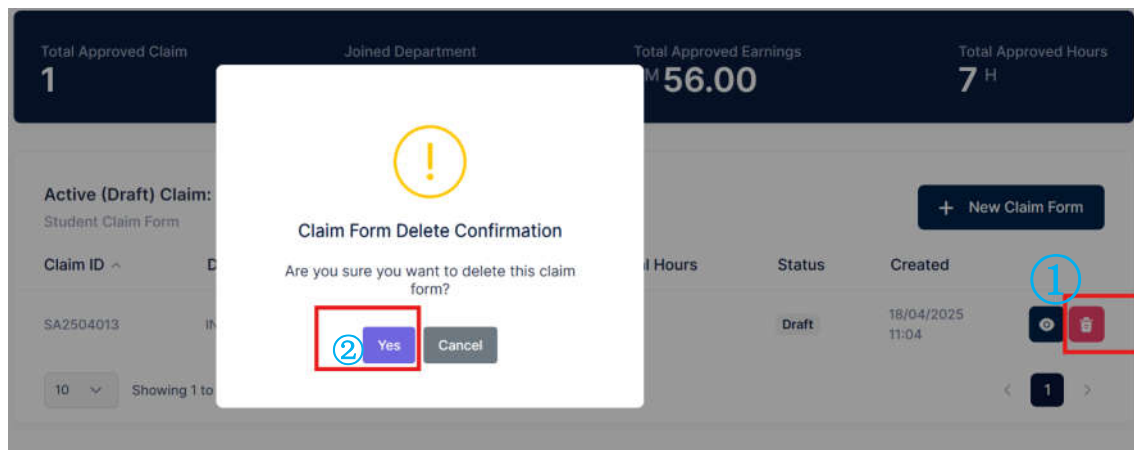 Total Approved Claim
Joined Department
Total Approved Earnings
Total Approved Hours
1
M 56.00
7 H
Active (Draft) Claim:
Student Claim Form
+ New Claim Form
!
Claim Form Delete Confirmation
Are you sure you want to delete this claim
form?
② Yes
Cancel
Claim ID
D
l Hours
Status
Created
①
SA2504013
IN
Draft
18/04/2025
11:04
10
Showing 1 to
< 1 >